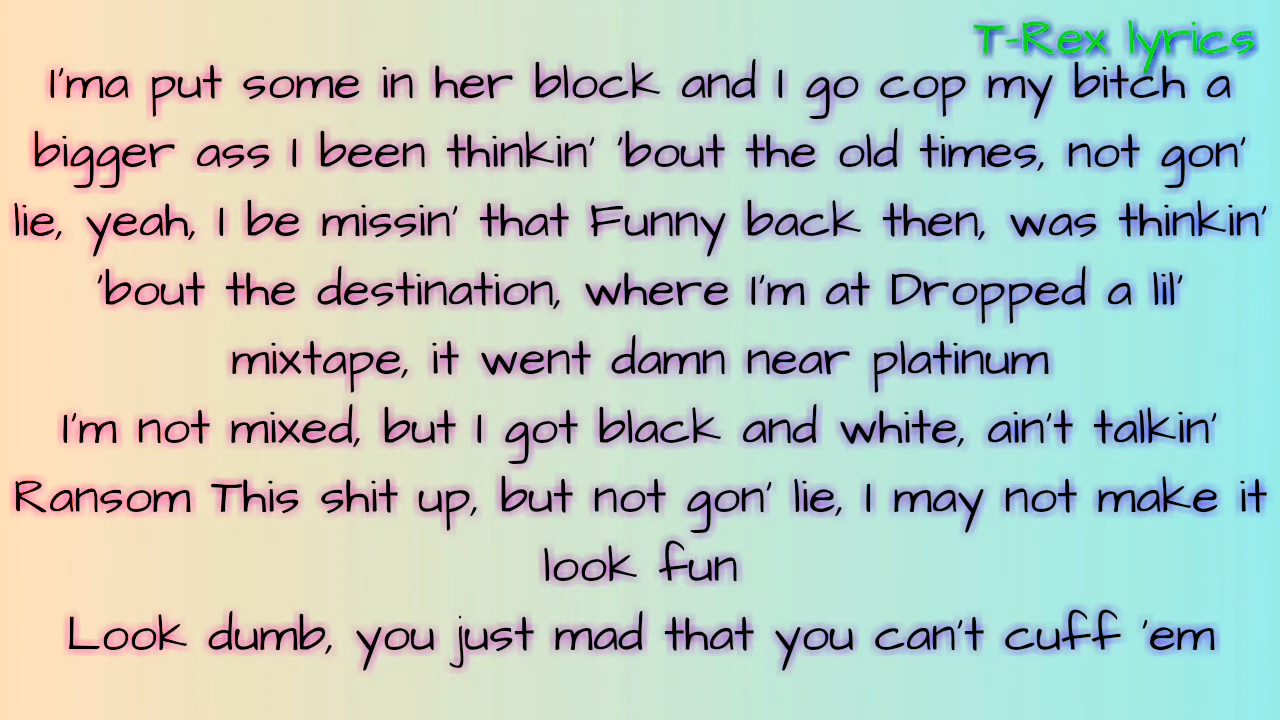 T-Rex lyrics
I'ma put some in her block and I go cop my bitch a
bigger ass I been thinkin' 'bout the old times, not gon'
lie, yeah, I be missin' that Funny back then, was thinkin'
'bout the destination, where I'm at Dropped a lil'
mixtape, it went damn near platinum
I'm not mixed, but I got black and white, ain't talkin'
Ransom This shit up, but not gon' lie, I may not make it
look fun
Look dumb, you just mad that you can't cuff 'em